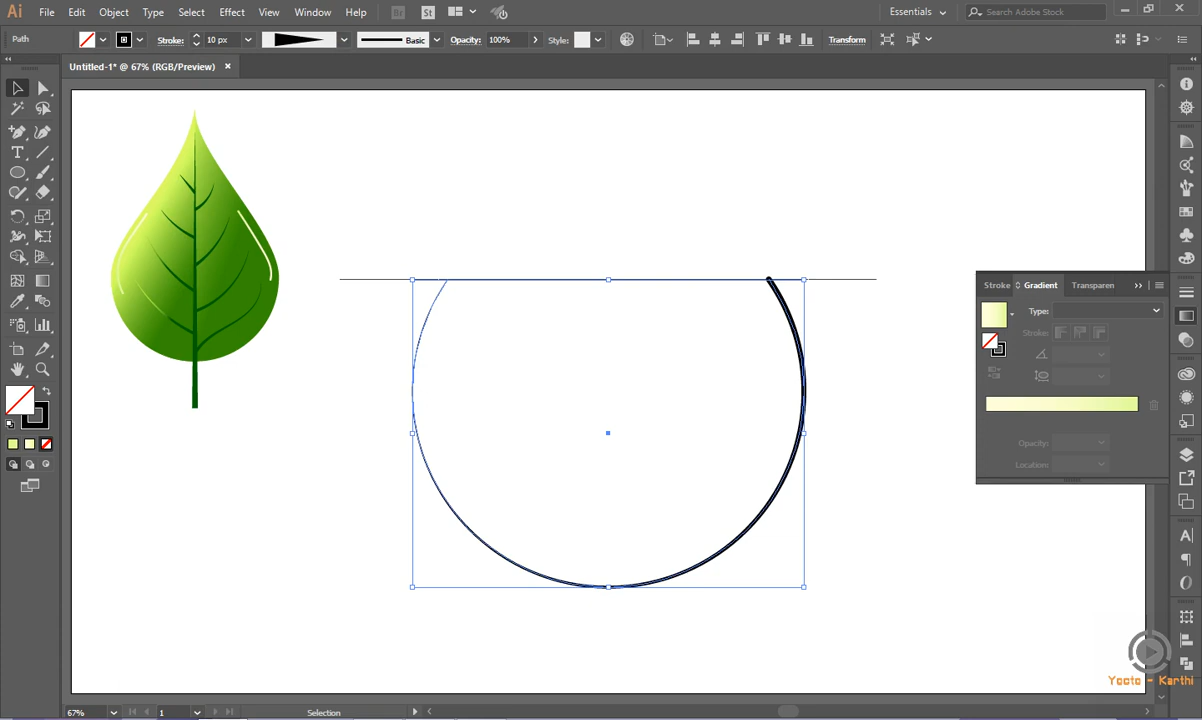 Ai File Edit Object Type Select Effect View Window Help Br St Essentials Search Adobe Stock
Path Stroke: 10 px Basic Opacity: 100% Style: Transform
Untitled-1* @ 67% (RGB/Preview) ×
Stroke Gradient Transparen
Type:
Stroke:
Opacity:
Location:
Yooto - Karthi
67% 1 Selection